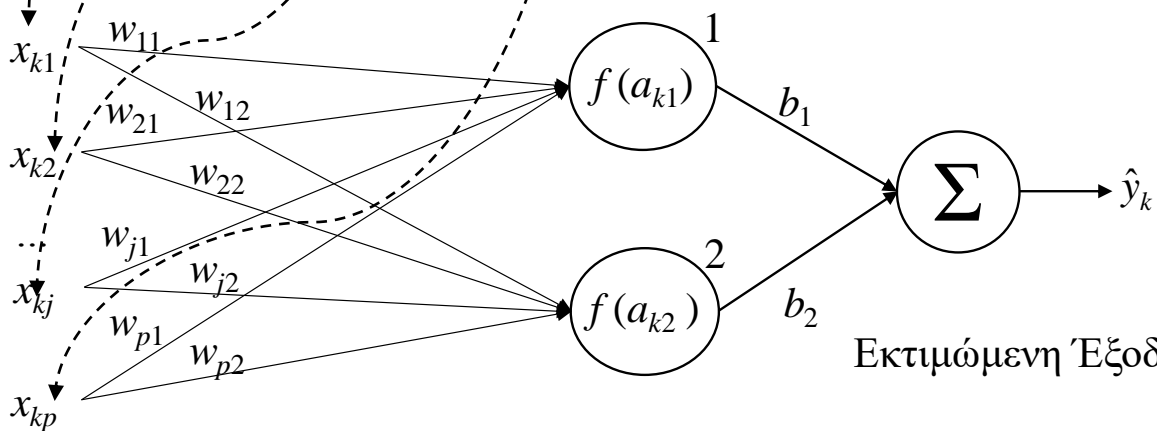 x_{k1}
w_{11}
w_{12}
w_{21}
x_{k2}
w_{22}
...
w_{j1}
w_{j2}
x_{kj}
w_{p1}
w_{p2}
x_{kp}
1
f(a_{k1})
b_1
2
f(a_{k2})
b_2
Σ
ŷ_k
Εκτιμώμενη Έξοδ